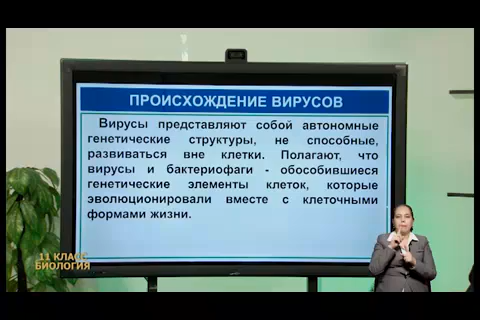 ПРОИСХОЖДЕНИЕ ВИРУСОВ
Вирусы представляют собой автономные
генетические структуры, не способные,
развиваться вне клетки. Полагают, что
вирусы и бактериофаги - обособившиеся
генетические элементы клеток, которые
эволюционировали вместе с клеточными
формами жизни.
11 КЛАСС
БИОЛОГИЯ